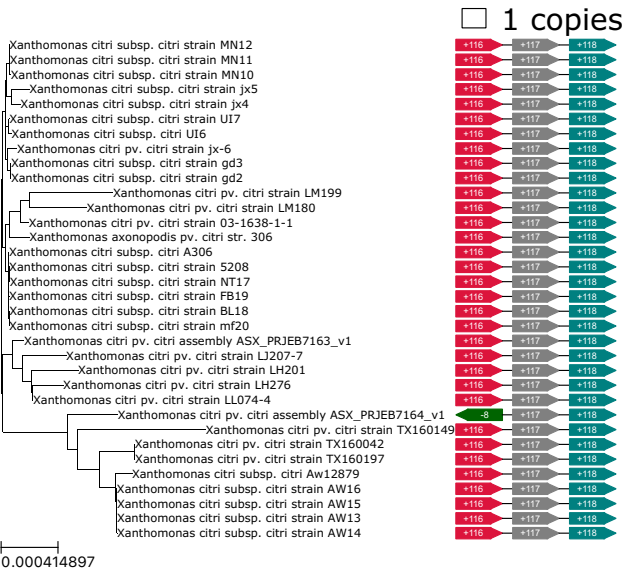 1 copies
Xanthomonas citri subsp. citri strain MN12 +116 +117 +118
Xanthomonas citri subsp. citri strain MN11 +116 +117 +118
Xanthomonas citri subsp. citri strain MN10 +116 +117 +118
Xanthomonas citri subsp. citri strain jx5 +116 +117 +118
Xanthomonas citri subsp. citri strain jx4 +116 +117 +118
Xanthomonas citri subsp. citri strain UI7 +116 +117 +118
Xanthomonas citri subsp. citri UI6 +116 +117 +118
Xanthomonas citri pv. citri strain jx-6 +116 +117 +118
Xanthomonas citri subsp. citri strain gd3 +116 +117 +118
Xanthomonas citri subsp. citri strain gd2 +116 +117 +118
Xanthomonas citri pv. citri strain LM199 +116 +117 +118
Xanthomonas citri pv. citri strain LM180 +116 +117 +118
Xanthomonas citri pv. citri strain 03-1638-1-1 +116 +117 +118
Xanthomonas axonopodis pv. citri str. 306 +116 +117 +118
Xanthomonas citri subsp. citri A306 +116 +117 +118
Xanthomonas citri subsp. citri strain 5208 +116 +117 +118
Xanthomonas citri subsp. citri strain NT17 +116 +117 +118
Xanthomonas citri subsp. citri strain FB19 +116 +117 +118
Xanthomonas citri subsp. citri strain BL18 +116 +117 +118
Xanthomonas citri subsp. citri strain mf20 +116 +117 +118
Xanthomonas citri pv. citri assembly ASX_PRJEB7163_v1 +116 +117 +118
Xanthomonas citri pv. citri strain LJ207-7 +116 +117 +118
Xanthomonas citri pv. citri strain LH201 +116 +117 +118
Xanthomonas citri pv. citri strain LH276 +116 +117 +118
Xanthomonas citri pv. citri strain LL074-4 +116 +117 +118
Xanthomonas citri pv. citri assembly ASX_PRJEB7164_v1 -8 +117 +118
Xanthomonas citri pv. citri strain TX160149 +116 +117 +118
Xanthomonas citri pv. citri strain TX160042 +116 +117 +118
Xanthomonas citri pv. citri strain TX160197 +116 +117 +118
Xanthomonas citri subsp. citri Aw12879 +116 +117 +118
Xanthomonas citri subsp. citri strain AW16 +116 +117 +118
Xanthomonas citri subsp. citri strain AW15 +116 +117 +118
Xanthomonas citri subsp. citri strain AW13 +116 +117 +118
Xanthomonas citri subsp. citri strain AW14 +116 +117 +118
0.000414897